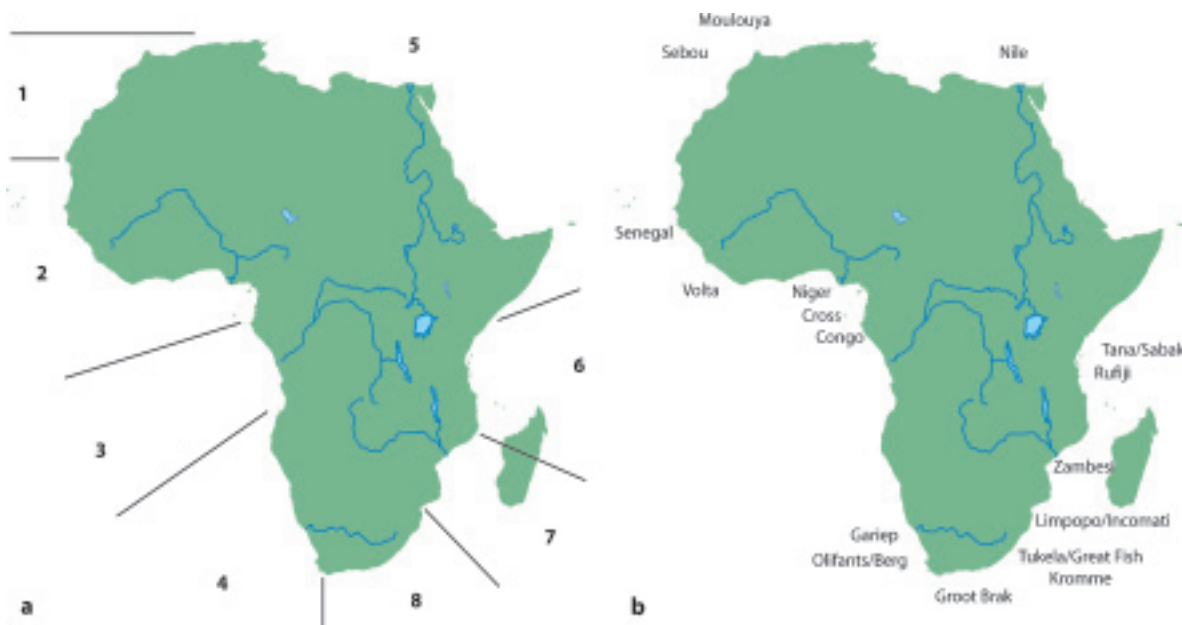 5
1
2
6
3
7
4
8
a
Moulouya
Sebou
Nile
Senegal
Volta
Niger
Cross
Congo
Tana/Sabak
Rufiji
Zambesi
Limpopo/Incomati
Gariep
Olifants/Berg
Tukela/Great Fish
Kromme
Groot Brak
b